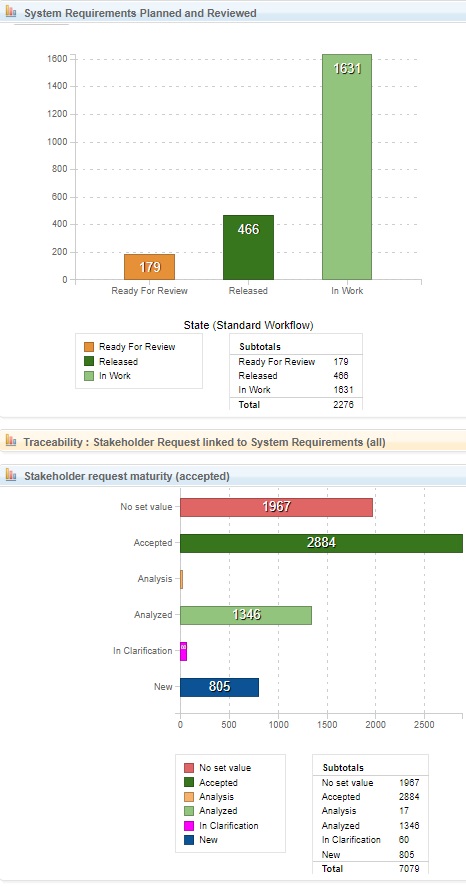 System Requirements Planned and Reviewed
1600
1400
1200
1000
800
600
400
200
0
1631
466
179
Ready For Review Released In Work
State (Standard Workflow)
Ready For Review
Released
In Work
Subtotals
Ready For Review 179
Released 466
In Work 1631
Total 2276
Traceability : Stakeholder Request linked to System Requirements (all)
Stakeholder request maturity (accepted)
No set value 1967
Accepted 2884
Analysis
Analyzed 1346
In Clarification 60
New 805
0 500 1000 1500 2000 2500
No set value
Accepted
Analysis
Analyzed
In Clarification
New
Subtotals
No set value 1967
Accepted 2884
Analysis 17
Analyzed 1346
In Clarification 60
New 805
Total 7079